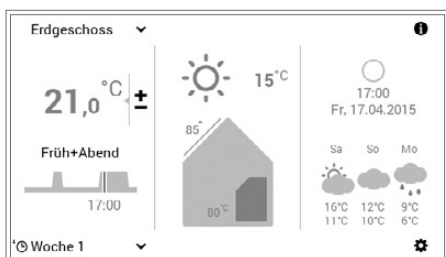 Erdgeschoss
21,0 °C ±
Früh+Abend
17:00
Woche 1
15°C
85°
80°C
17:00
Fr, 17.04.2015
Sa So Mo
16°C 12°C 9°C
11°C 10°C 6°C